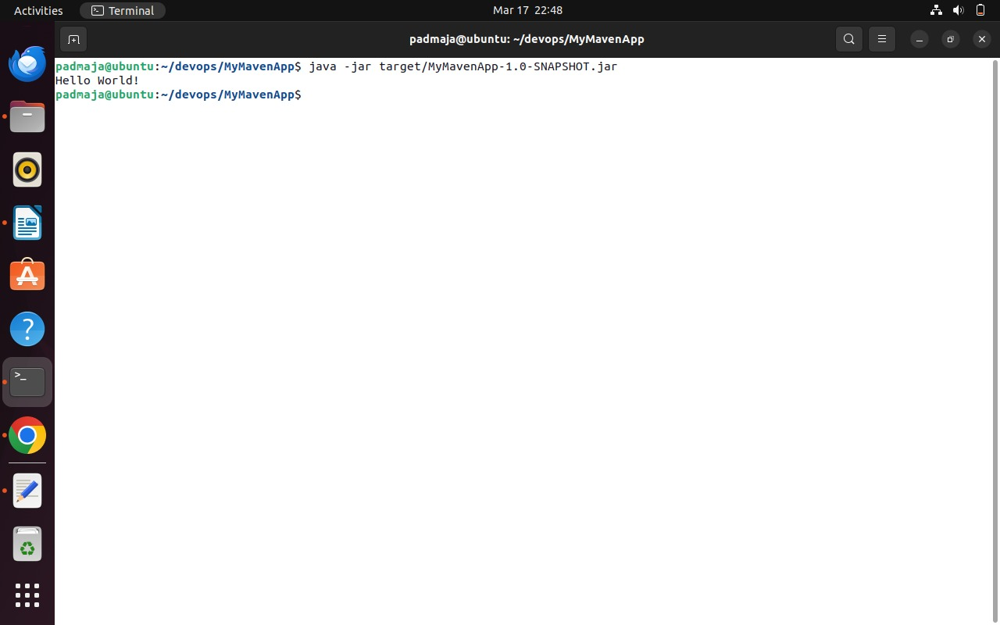 Activities Terminal Mar 17 22:48
padmaja@ubuntu: ~/devops/MyMavenApp
padmaja@ubuntu:~/devops/MyMavenApp$ java -jar target/MyMavenApp-1.0-SNAPSHOT.jar
Hello World!
padmaja@ubuntu:~/devops/MyMavenApp$